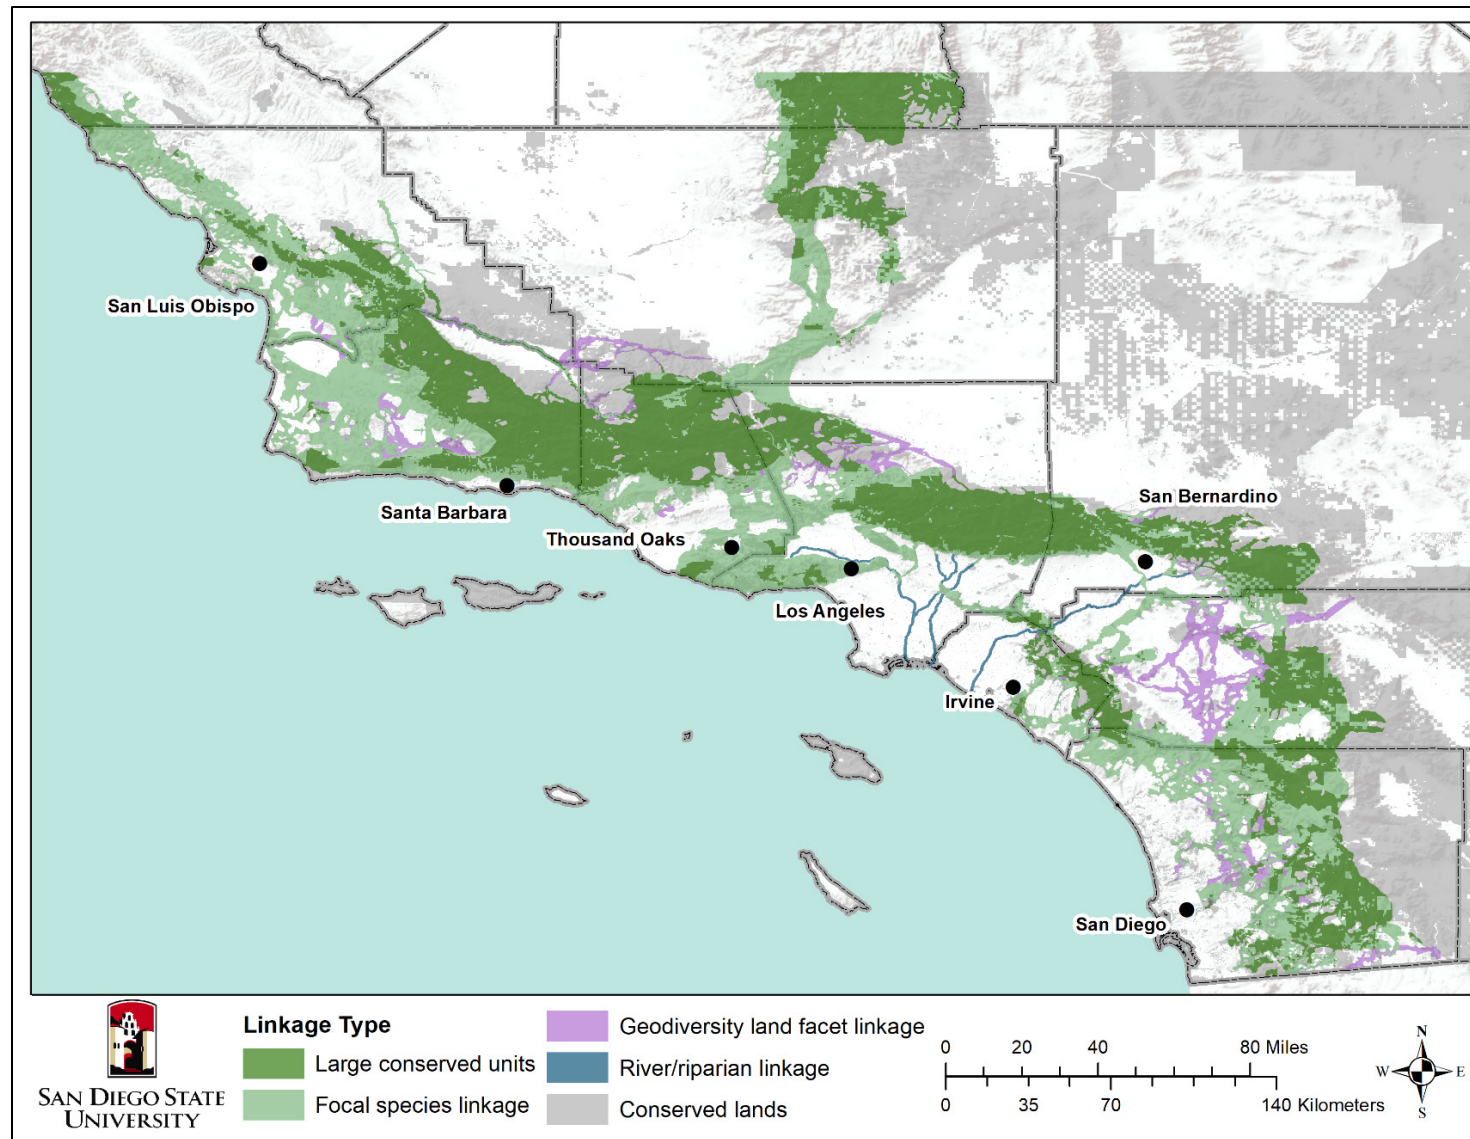 San Luis Obispo
Santa Barbara
Thousand Oaks
Los Angeles
San Bernardino
Irvine
San Diego
SAN DIEGO STATE
UNIVERSITY
Linkage Type
Large conserved units
Focal species linkage
Geodiversity land facet linkage
River/riparian linkage
Conserved lands
0 20 40 80 Miles
0 35 70 140 Kilometers
N
W E
S